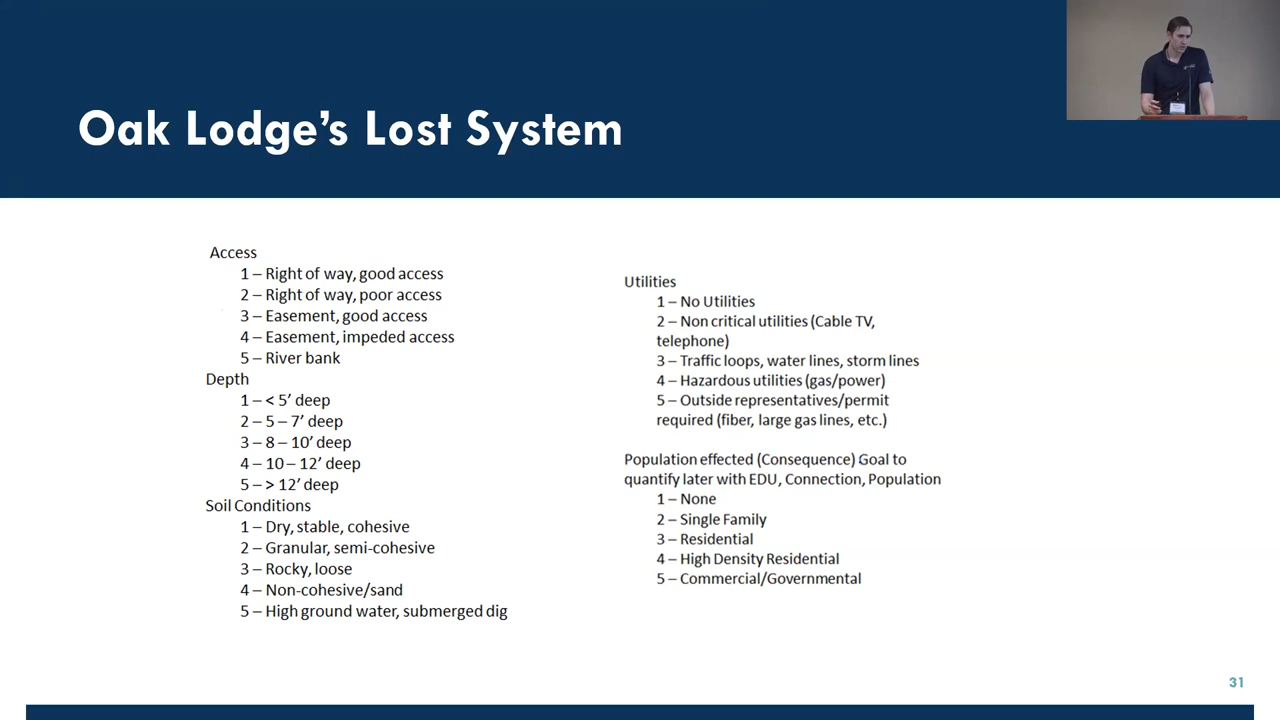 Oak Lodge's Lost System
Access
1 – Right of way, good access
2 – Right of way, poor access
3 – Easement, good access
4 – Easement, impeded access
5 – River bank
Depth
1 – < 5' deep
2 – 5 – 7' deep
3 – 8 – 10' deep
4 – 10 – 12' deep
5 – > 12' deep
Soil Conditions
1 – Dry, stable, cohesive
2 – Granular, semi-cohesive
3 – Rocky, loose
4 – Non-cohesive/sand
5 – High ground water, submerged dig
Utilities
1 – No Utilities
2 – Non critical utilities (Cable TV,
telephone)
3 – Traffic loops, water lines, storm lines
4 – Hazardous utilities (gas/power)
5 – Outside representatives/permit
required (fiber, large gas lines, etc.)
Population effected (Consequence) Goal to
quantify later with EDU, Connection, Population
1 – None
2 – Single Family
3 – Residential
4 – High Density Residential
5 – Commercial/Governmental
31